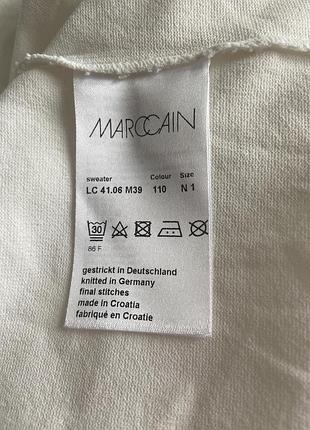 MARCCAIN
sweater Colour Size
LC 41.06 M39 110 N 1
30
86 F
gestrickt in Deutschland
knitted in Germany
final stitches
made in Croatia
fabriqué en Croatie